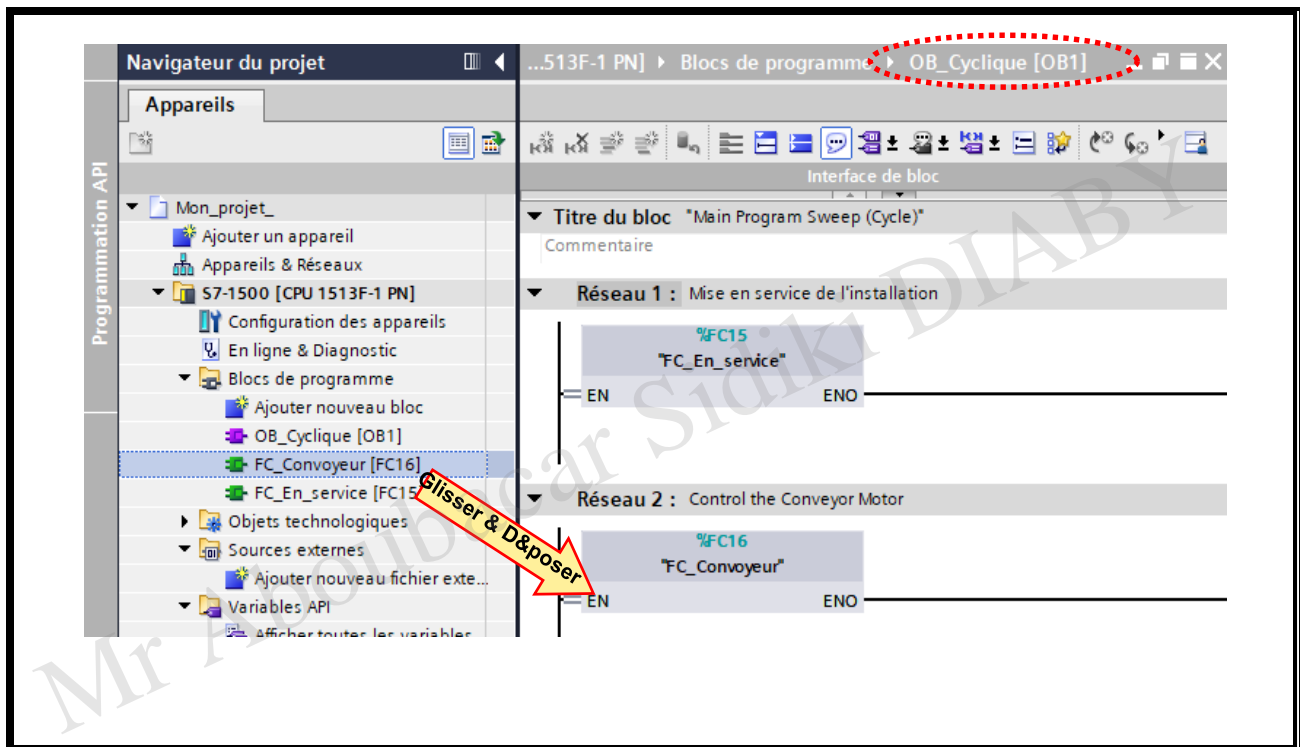 Navigateur du projet
Appareils
Programmation API
Mon_projet_
Ajouter un appareil
Appareils & Réseaux
S7-1500 [CPU 1513F-1 PN]
Configuration des appareils
En ligne & Diagnostic
Blocs de programme
Ajouter nouveau bloc
OB_Cyclique [OB1]
FC_Convoyeur [FC16]
FC_En_service [FC15
Objets technologiques
Sources externes
Ajouter nouveau fichier exte...
Variables API
Afficher toutes les variables
Glisser & D&poser
...513F-1 PN] Blocs de programme OB_Cyclique [OB1]
Interface de bloc
Titre du bloc "Main Program Sweep (Cycle)"
Commentaire
Réseau 1 : Mise en service de l'installation
%FC15
"FC_En_service"
EN ENO
Réseau 2 : Control the Conveyor Motor
%FC16
"FC_Convoyeur"
EN ENO
Mr Aboubacar Sidiki DIABY